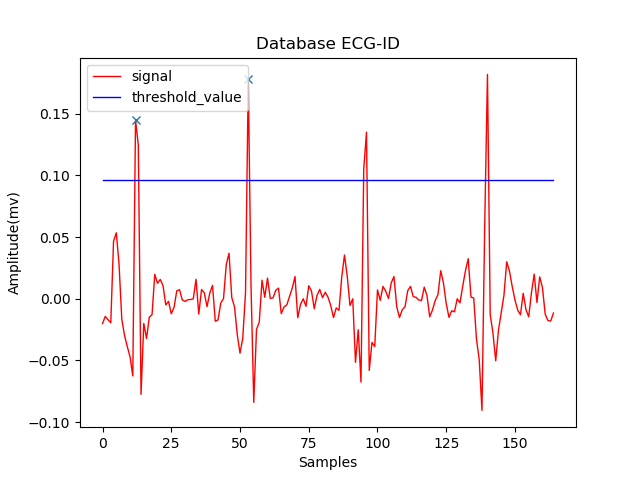 Database ECG-ID
signal
threshold_value
Amplitude(mv)
0.15
0.10
0.05
0.00
−0.05
−0.10
0 25 50 75 100 125 150
Samples